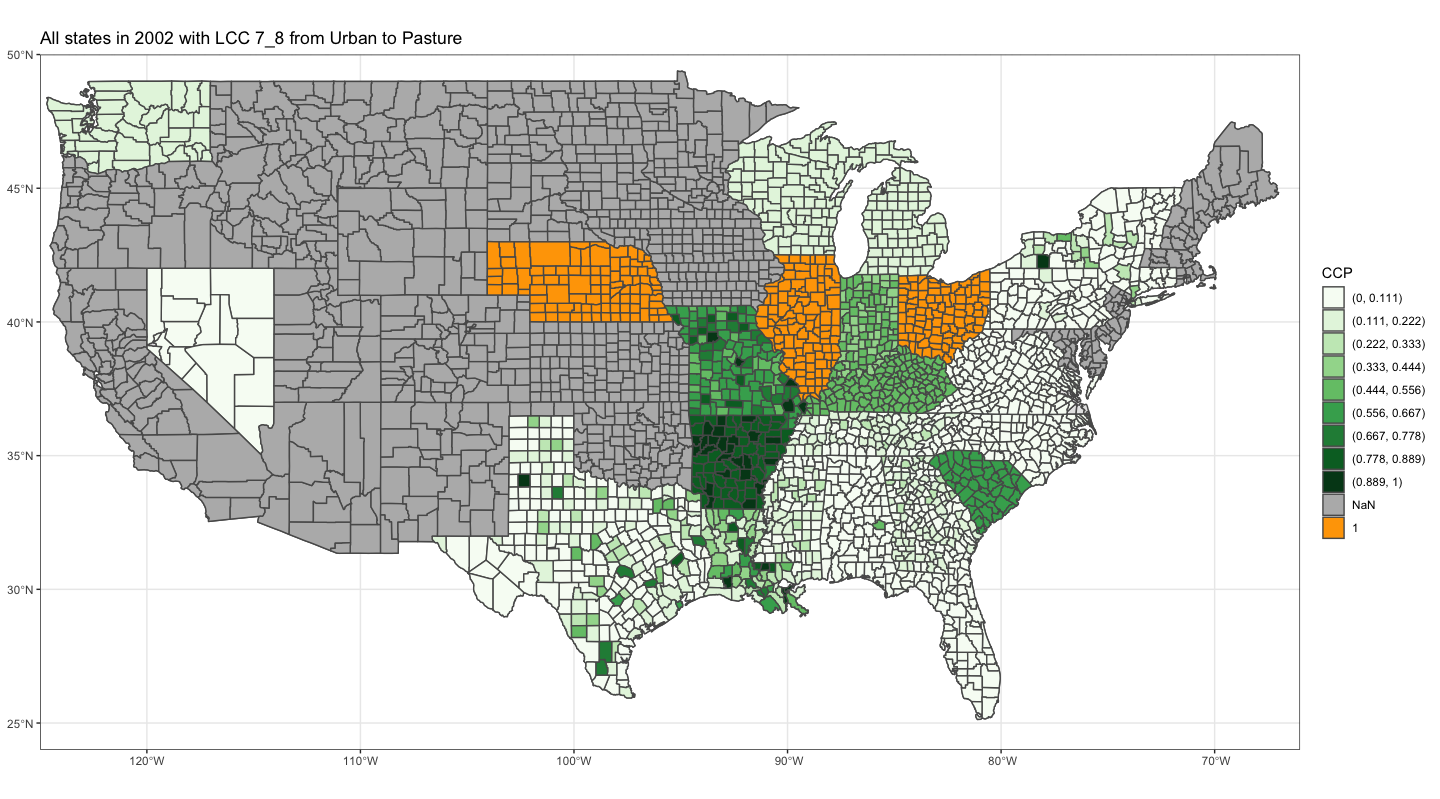 All states in 2002 with LCC 7_8 from Urban to Pasture
50°N
45°N
40°N
35°N
30°N
25°N
120°W
110°W
100°W
90°W
80°W
70°W
CCP
(0, 0.111)
(0.111, 0.222)
(0.222, 0.333)
(0.333, 0.444)
(0.444, 0.556)
(0.556, 0.667)
(0.667, 0.778)
(0.778, 0.889)
(0.889, 1)
NaN
1